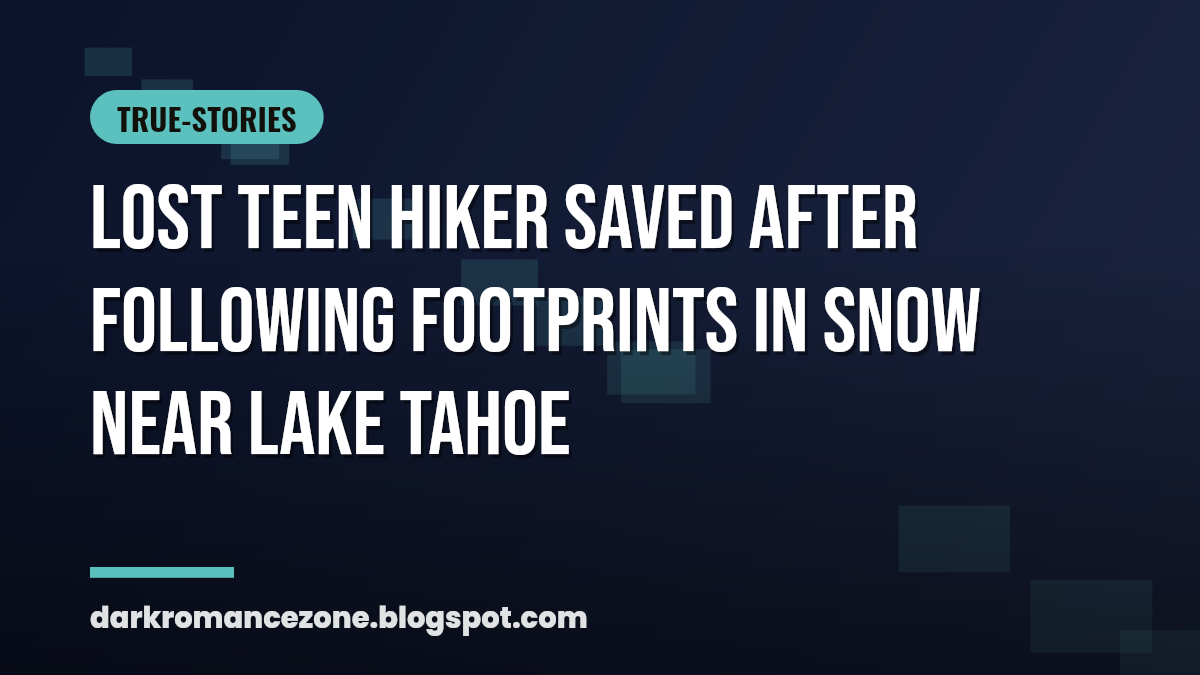 TRUE-STORIES
LOST TEEN HIKER SAVED AFTER
FOLLOWING FOOTPRINTS IN SNOW
NEAR LAKE TAHOE
darkromancezone.blogspot.com